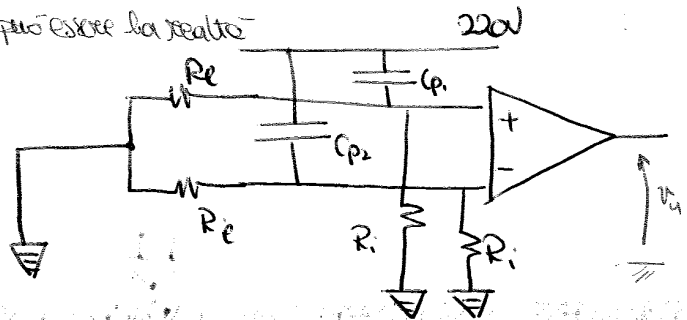 può essere la realtà
220V
Re
Cp1
Cp2
+
-
Re
Ri
Ri
vu